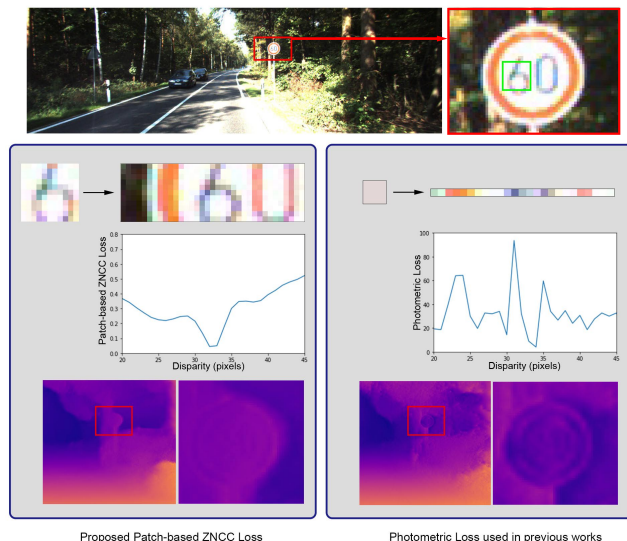 60
Patch-based ZNCC Loss
0.8
0.7
0.6
0.5
0.4
0.3
0.2
0.1
0.0
20 25 30 35 40 45
Disparity (pixels)
Photometric Loss
100
80
60
40
20
0
20 25 30 35 40 45
Disparity (pixels)
Proposed Patch-based ZNCC Loss
Photometric Loss used in previous works